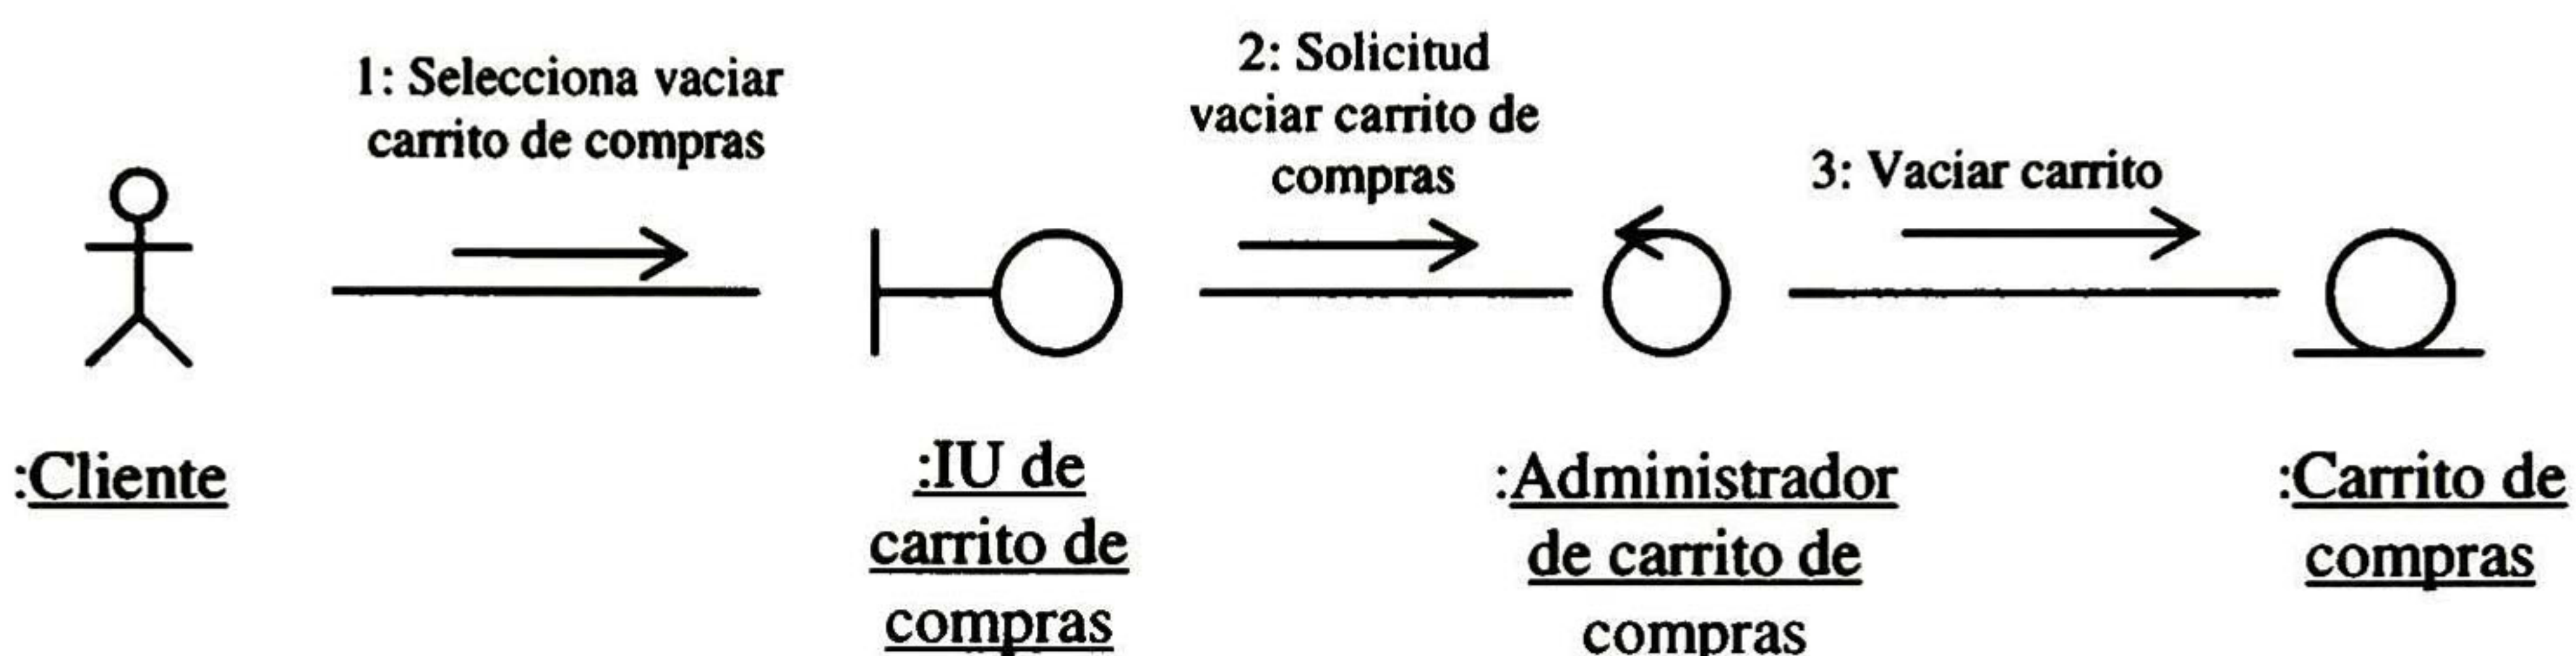 1: Selecciona vaciar
carrito de compras
2: Solicitud
vaciar carrito de
compras
3: Vaciar carrito
:Cliente
:IU de
carrito de
compras
:Administrador
de carrito de
compras
:Carrito de
compras